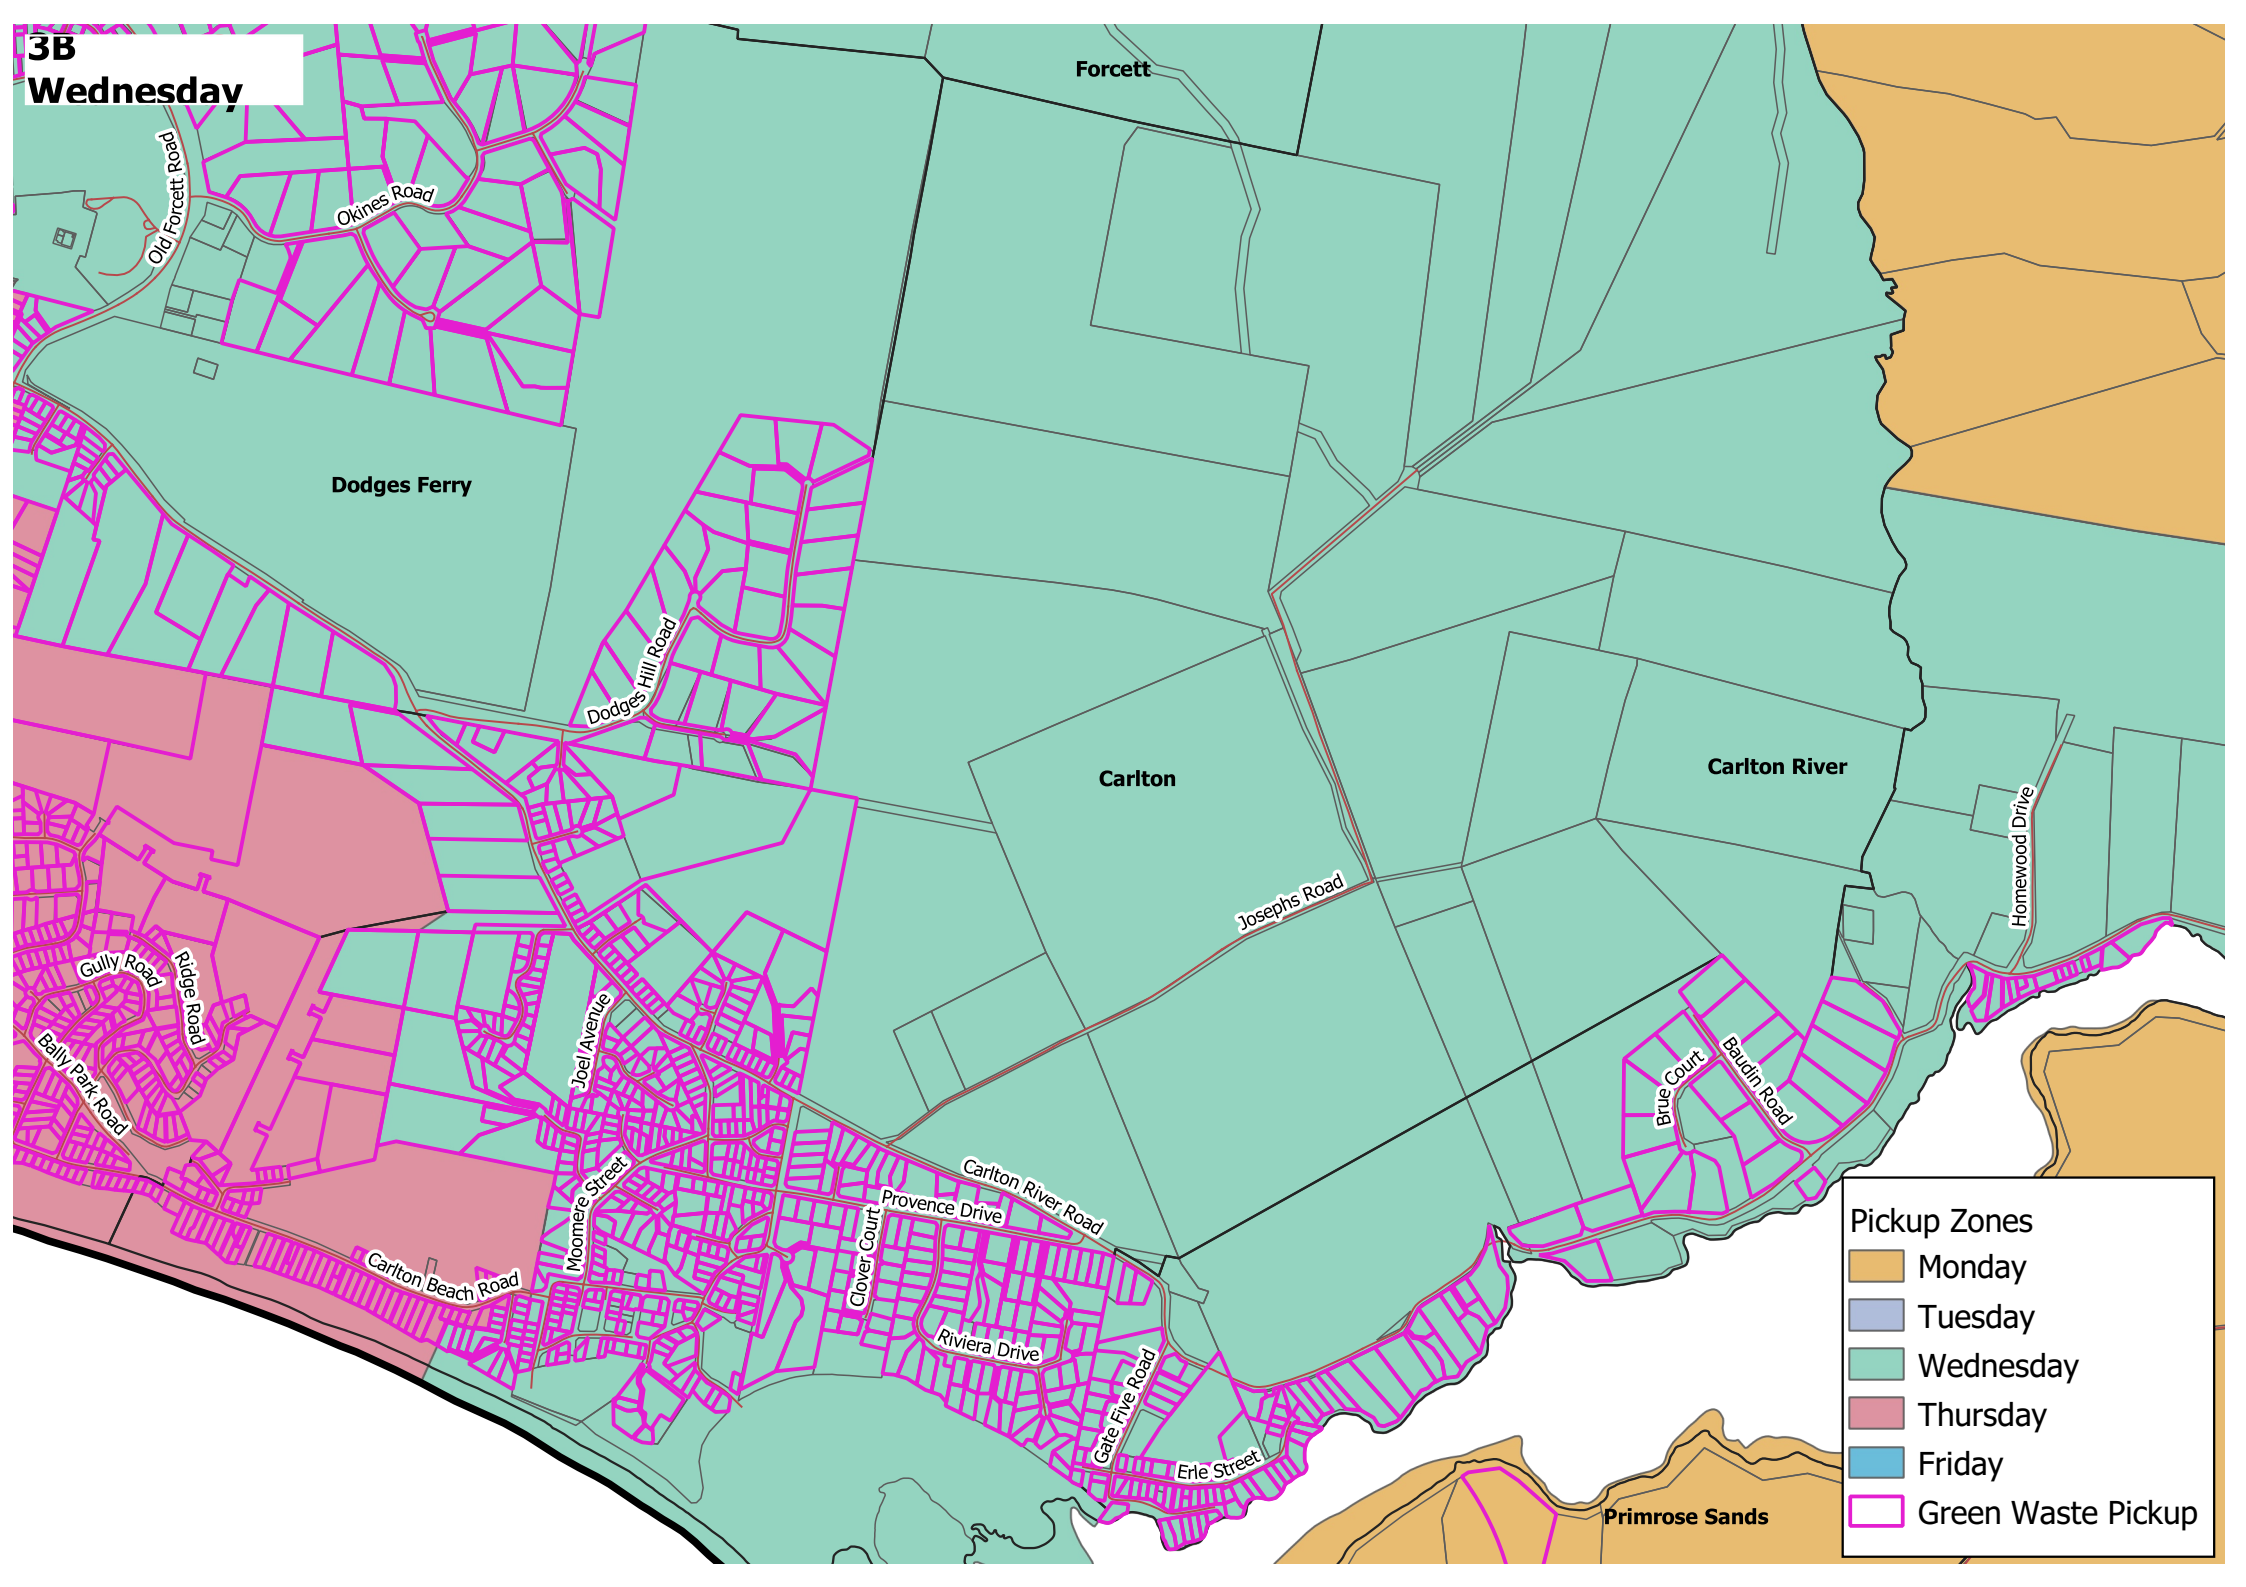 3B
Wednesday
Forcett
Old Forcett Road
Okines Road
Dodges Ferry
Dodges Hill Road
Carlton
Carlton River
Homewood Drive
Josephs Road
Gully Road
Ridge Road
Bally Park Road
Joel Avenue
Brue Court
Baudin Road
Moomere Street
Carlton River Road
Provence Drive
Clover Court
Carlton Beach Road
Riviera Drive
Gate Five Road
Erle Street
Primrose Sands
Pickup Zones
Monday
Tuesday
Wednesday
Thursday
Friday
Green Waste Pickup